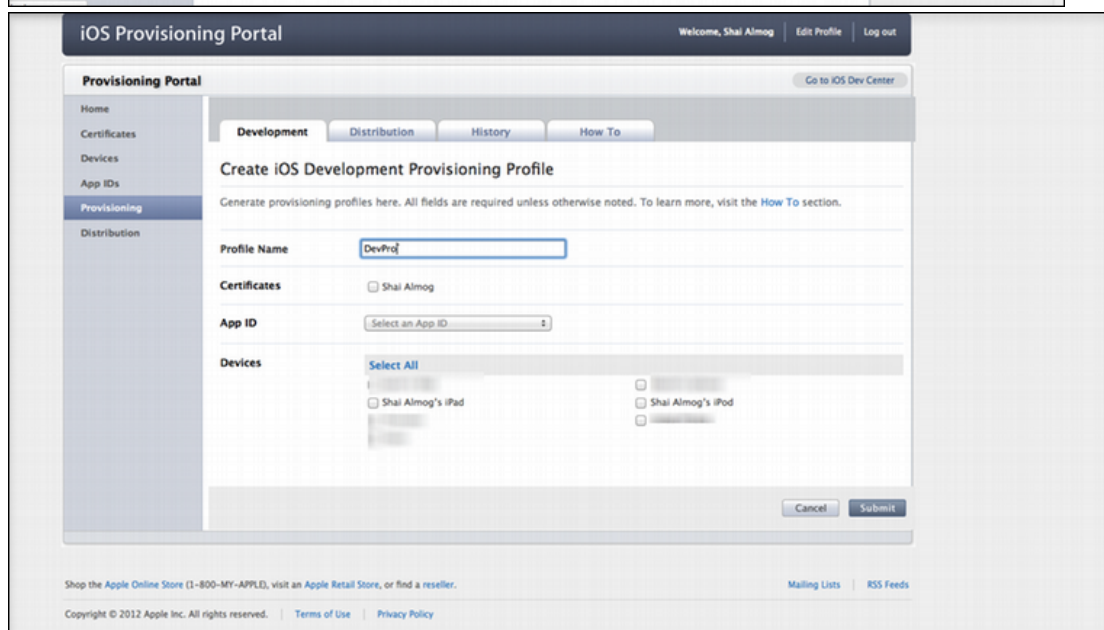 iOS Provisioning Portal
Welcome, Shai Almog Edit Profile Log out
Provisioning Portal
Go to iOS Dev Center
Home
Certificates
Devices
App IDs
Provisioning
Distribution
Development Distribution History How To
Create iOS Development Provisioning Profile
Generate provisioning profiles here. All fields are required unless otherwise noted. To learn more, visit the How To section.
Profile Name DevPro
Certificates Shai Almog
App ID Select an App ID
Devices Select All
Shai Almog's iPad Shai Almog's iPod
Cancel Submit
Shop the Apple Online Store (1-800-MY-APPLE), visit an Apple Retail Store, or find a reseller.
Mailing Lists RSS Feeds
Copyright © 2012 Apple Inc. All rights reserved. Terms of Use Privacy Policy